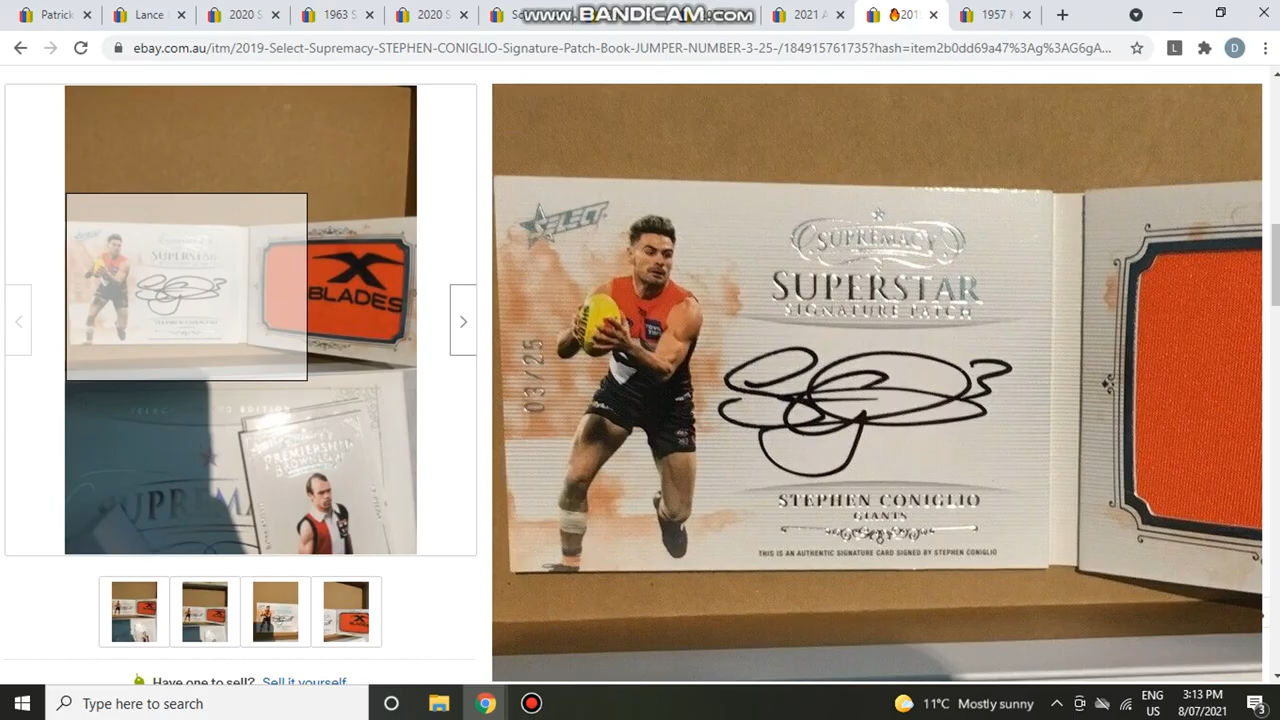 www.BANDICAM.com
Patrick
Lance
2020 S
1963 S
2020 S
2021 A
🔥201
1957
ebay.com.au/itm/2019-Select-Supremacy-STEPHEN-CONIGLIO-Signature-Patch-Book-JUMPER-NUMBER-3-25-/184915761735?hash=item2b0dd69a47%3Ag%3AG6gA...
L
D
SELECT
SUPREMACY
SUPERSTAR
SIGNATURE PATCH
03/25
STEPHEN CONIGLIO
GIANTS
THIS IS AN AUTHENTIC SIGNATURE CARD SIGNED BY STEPHEN CONIGLIO
X
BLADES
PREMIERSHIP
SUPREMA
Have one to sell? Sell it yourself
Type here to search
11°C Mostly sunny
ENG
US
3:13 PM
8/07/2021
3